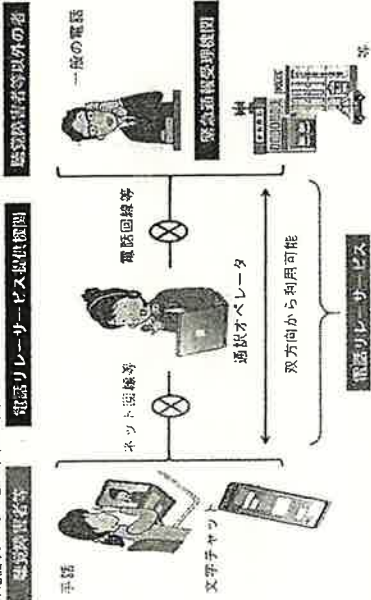 聴覚障害者等
電話リレーサービス提供機関
聴覚障害者等以外の者
手話
文字チャット
ネット回線等
通訳オペレータ
電話回線等
一般の電話
緊急通報受理機関
等
双方向から利用可能
電話リレーサービス